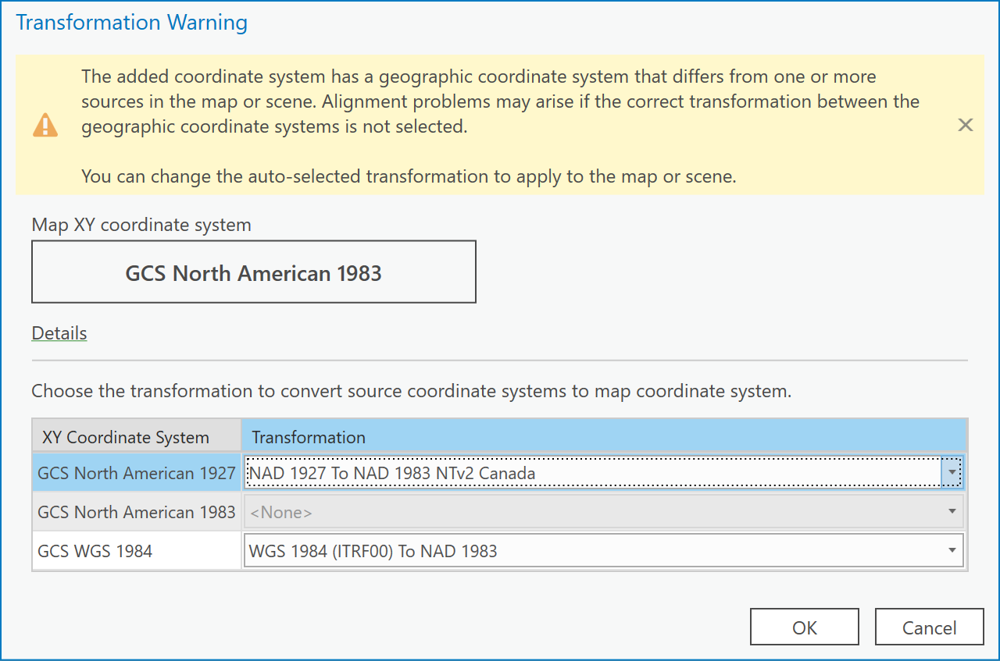 Transformation Warning
The added coordinate system has a geographic coordinate system that differs from one or more
sources in the map or scene. Alignment problems may arise if the correct transformation between the
geographic coordinate systems is not selected.
You can change the auto-selected transformation to apply to the map or scene.
Map XY coordinate system
GCS North American 1983
Details
Choose the transformation to convert source coordinate systems to map coordinate system.
XY Coordinate System Transformation
GCS North American 1927 NAD 1927 To NAD 1983 NTv2 Canada
GCS North American 1983 <None>
GCS WGS 1984 WGS 1984 (ITRF00) To NAD 1983
OK Cancel